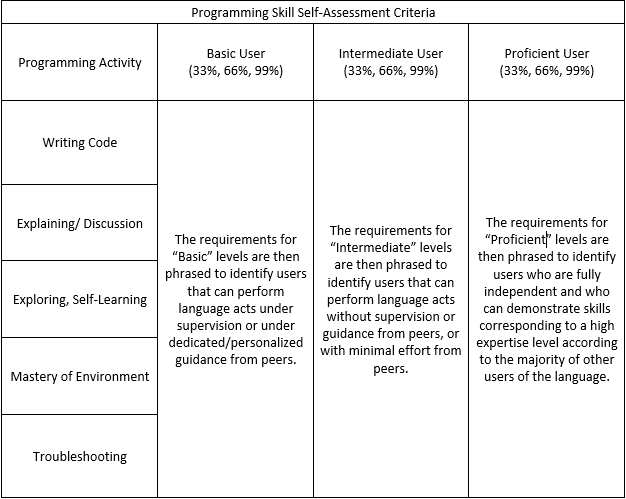 Programming Skill Self-Assessment Criteria
Programming Activity
Basic User
(33%, 66%, 99%)
Intermediate User
(33%, 66%, 99%)
Proficient User
(33%, 66%, 99%)
Writing Code
Explaining/ Discussion
Exploring, Self-Learning
Mastery of Environment
Troubleshooting
The requirements for
“Basic” levels are then
phrased to identify users
that can perform
language acts under
supervision or under
dedicated/personalized
guidance from peers.
The requirements for
“Intermediate” levels
are then phrased to
identify users that can
perform language acts
without supervision or
guidance from peers, or
with minimal effort from
peers.
The requirements for
“Proficient” levels are
then phrased to identify
users who are fully
independent and who
can demonstrate skills
corresponding to a high
expertise level according
to the majority of other
users of the language.